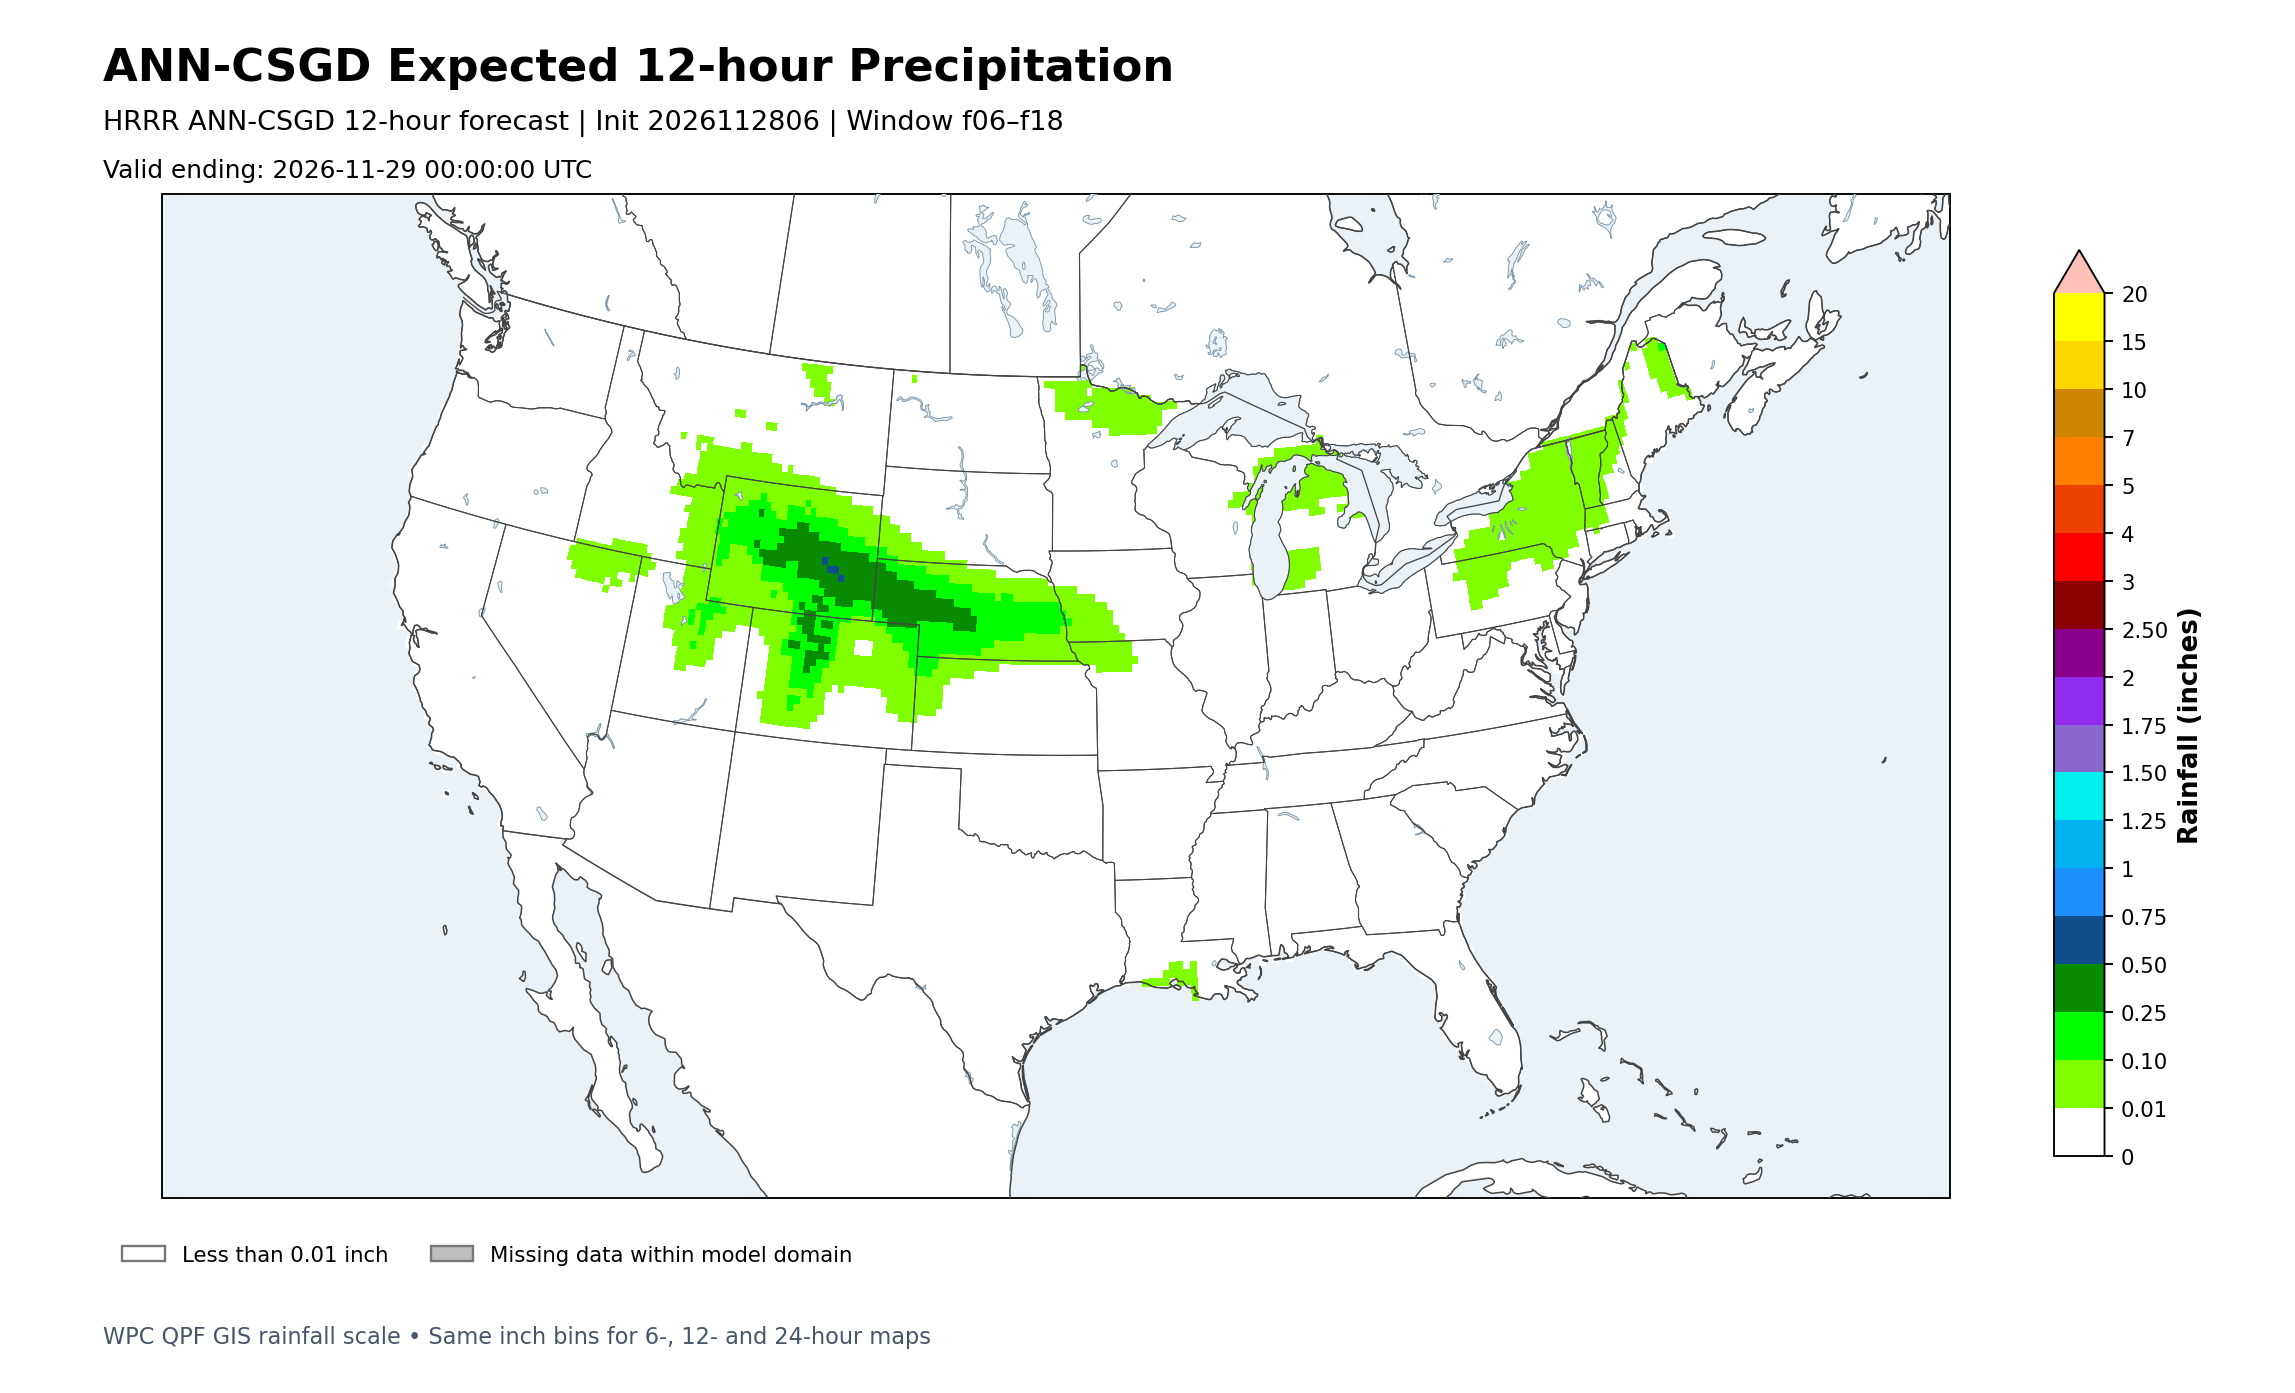 ANN-CSGD Expected 12-hour Precipitation
HRRR ANN-CSGD 12-hour forecast | Init 2026112806 | Window f06–f18
Valid ending: 2026-11-29 00:00:00 UTC
20
15
10
7
5
4
3
2.50
2
1.75
1.50
1.25
1
0.75
0.50
0.25
0.10
0.01
0
Rainfall (inches)
Less than 0.01 inch
Missing data within model domain
WPC QPF GIS rainfall scale • Same inch bins for 6-, 12- and 24-hour maps